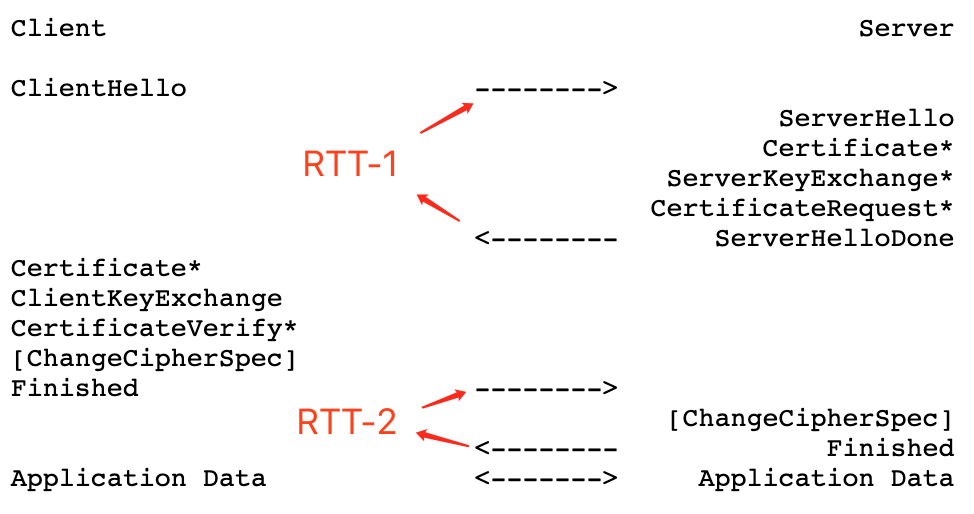 Client Server
ClientHello -------->
ServerHello
Certificate*
RTT-1
ServerKeyExchange*
CertificateRequest*
<-------- ServerHelloDone
Certificate*
ClientKeyExchange
CertificateVerify*
[ChangeCipherSpec]
Finished -------->
RTT-2 [ChangeCipherSpec]
<-------- Finished
Application Data <-------> Application Data